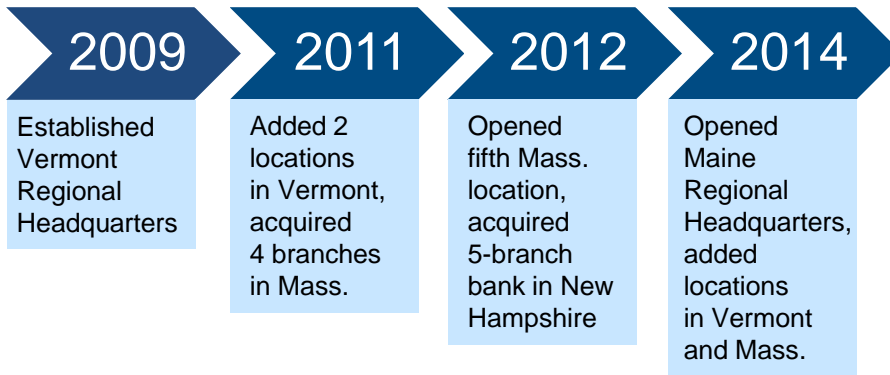 2009
Established
Vermont
Regional
Headquarters
2011
Added 2
locations
in Vermont,
acquired
4 branches
in Mass.
2012
Opened
fifth Mass.
location,
acquired
5-branch
bank in New
Hampshire
2014
Opened
Maine
Regional
Headquarters,
added
locations
in Vermont
and Mass.